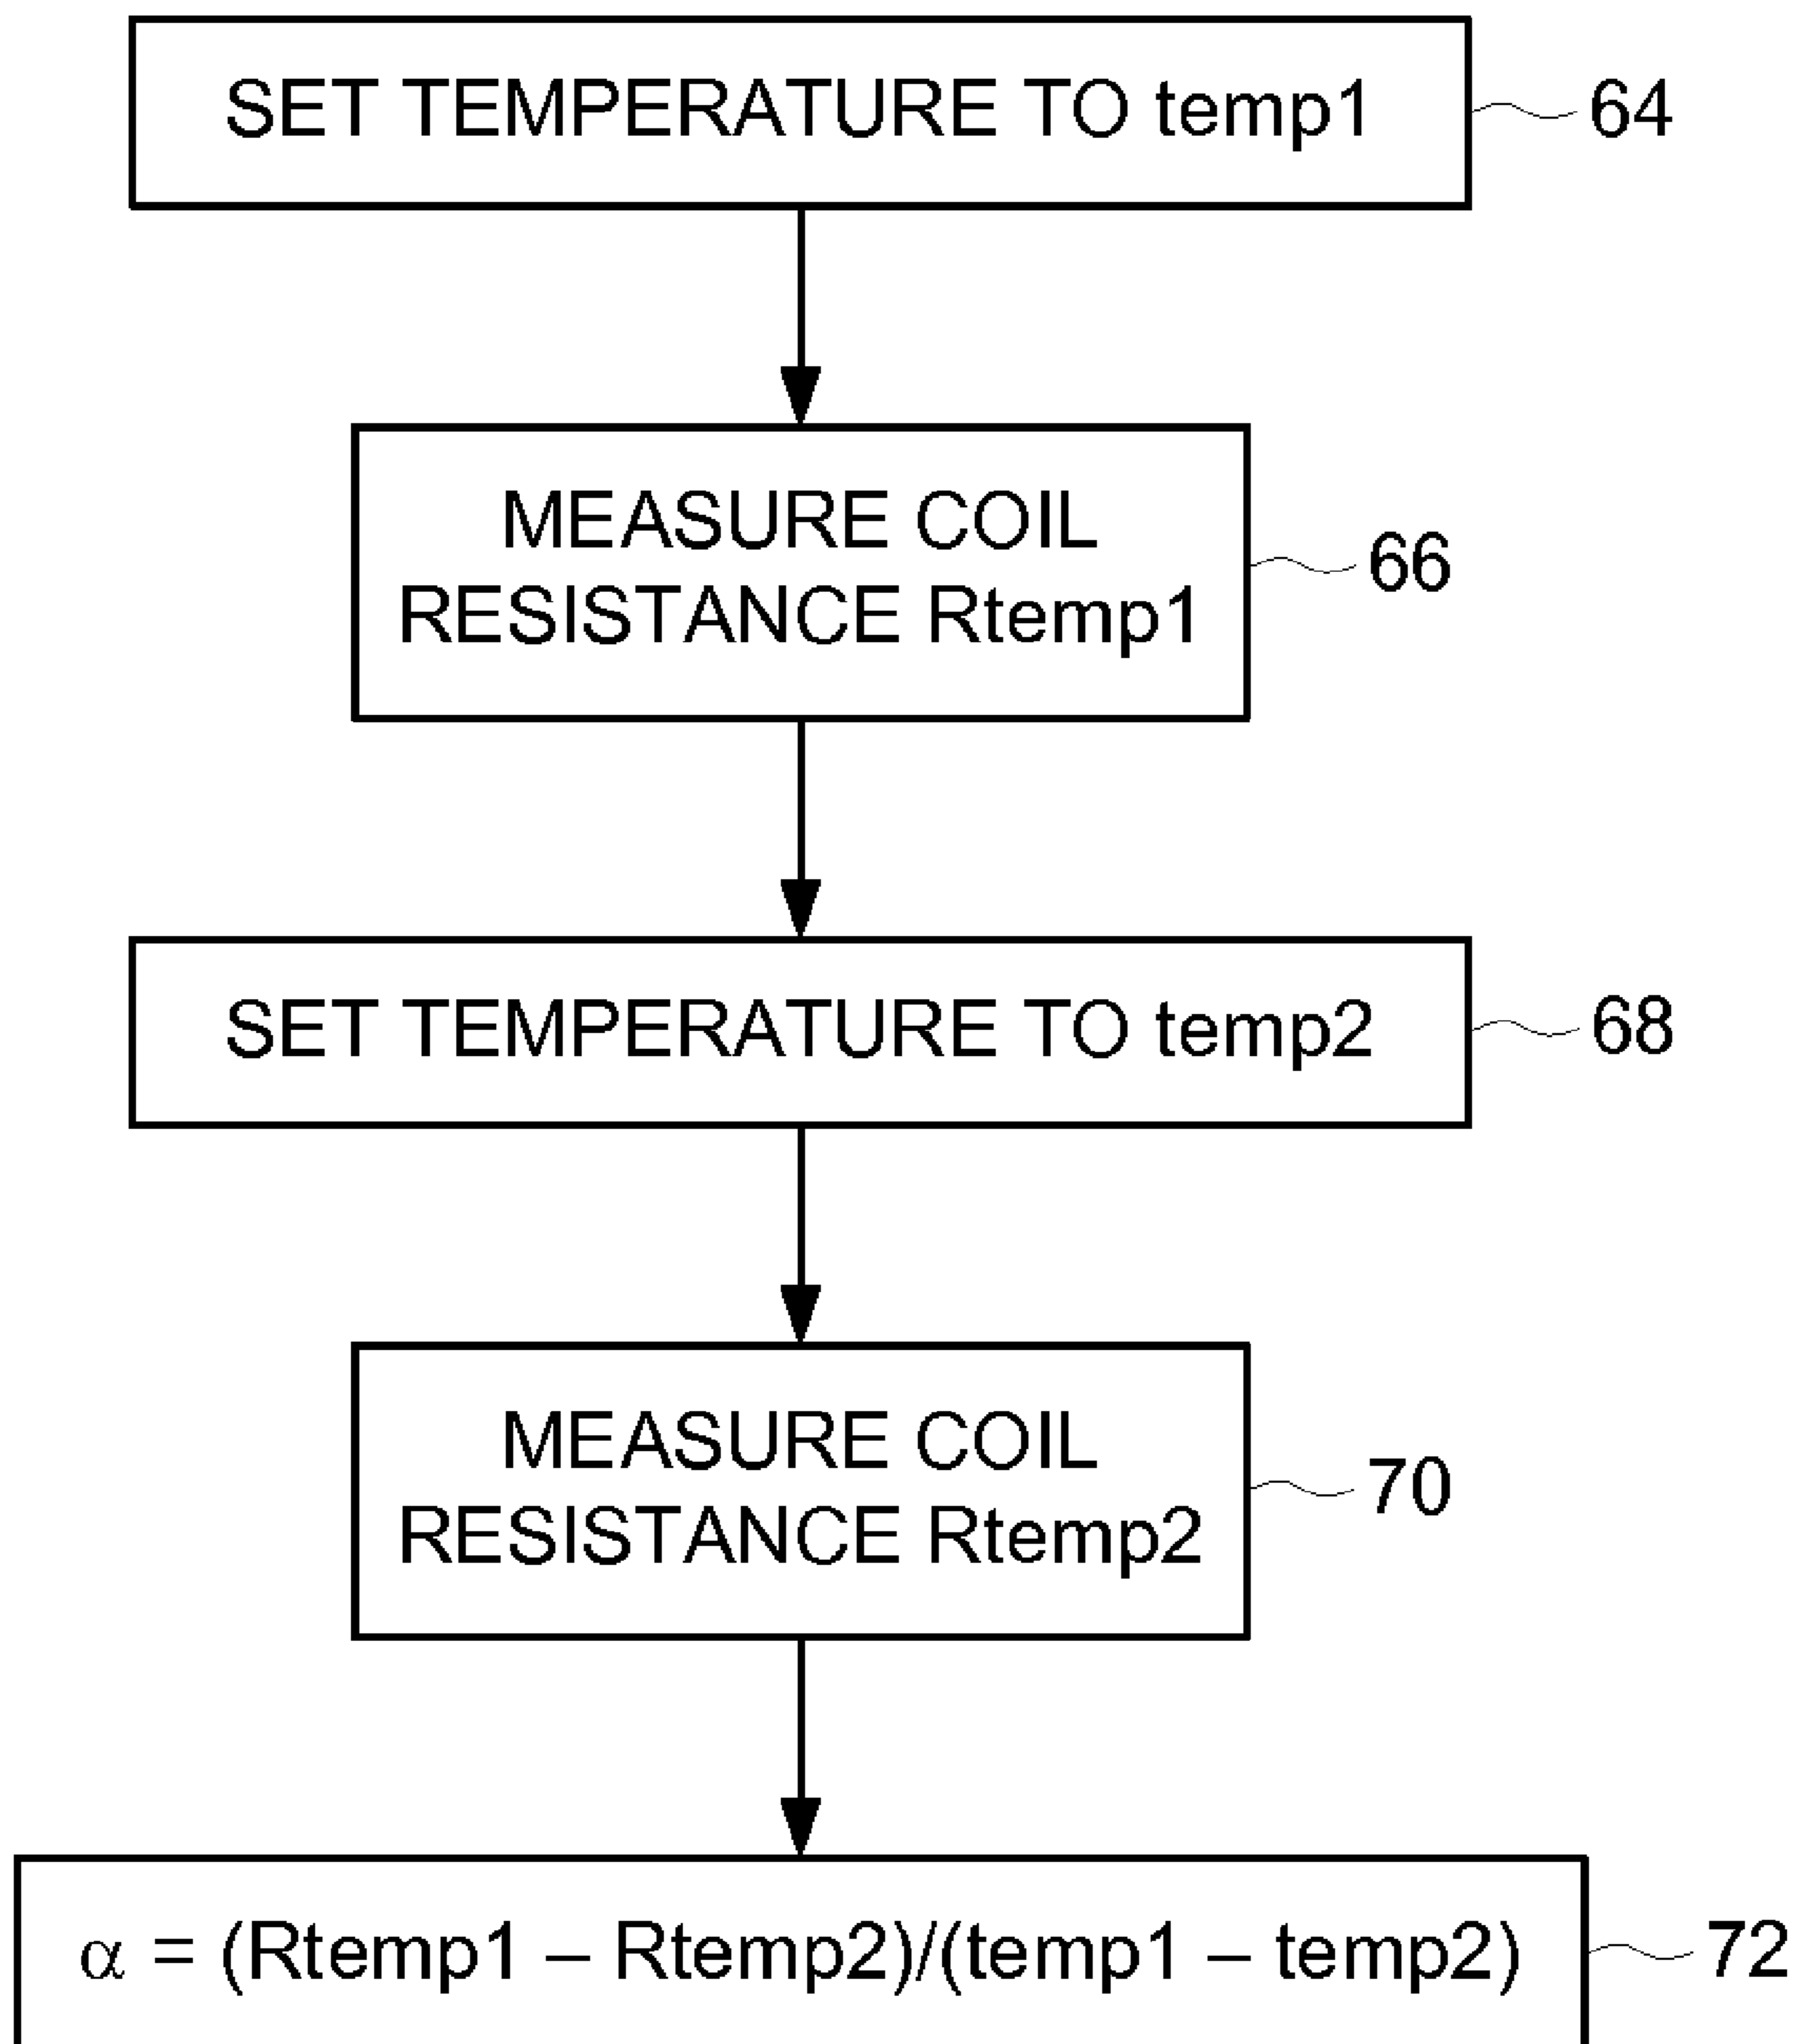 SET TEMPERATURE TO temp1
64
MEASURE COIL
RESISTANCE Rtemp1
66
SET TEMPERATURE TO temp2
68
MEASURE COIL
RESISTANCE Rtemp2
70
α = (Rtemp1 – Rtemp2)/(temp1 – temp2)
72